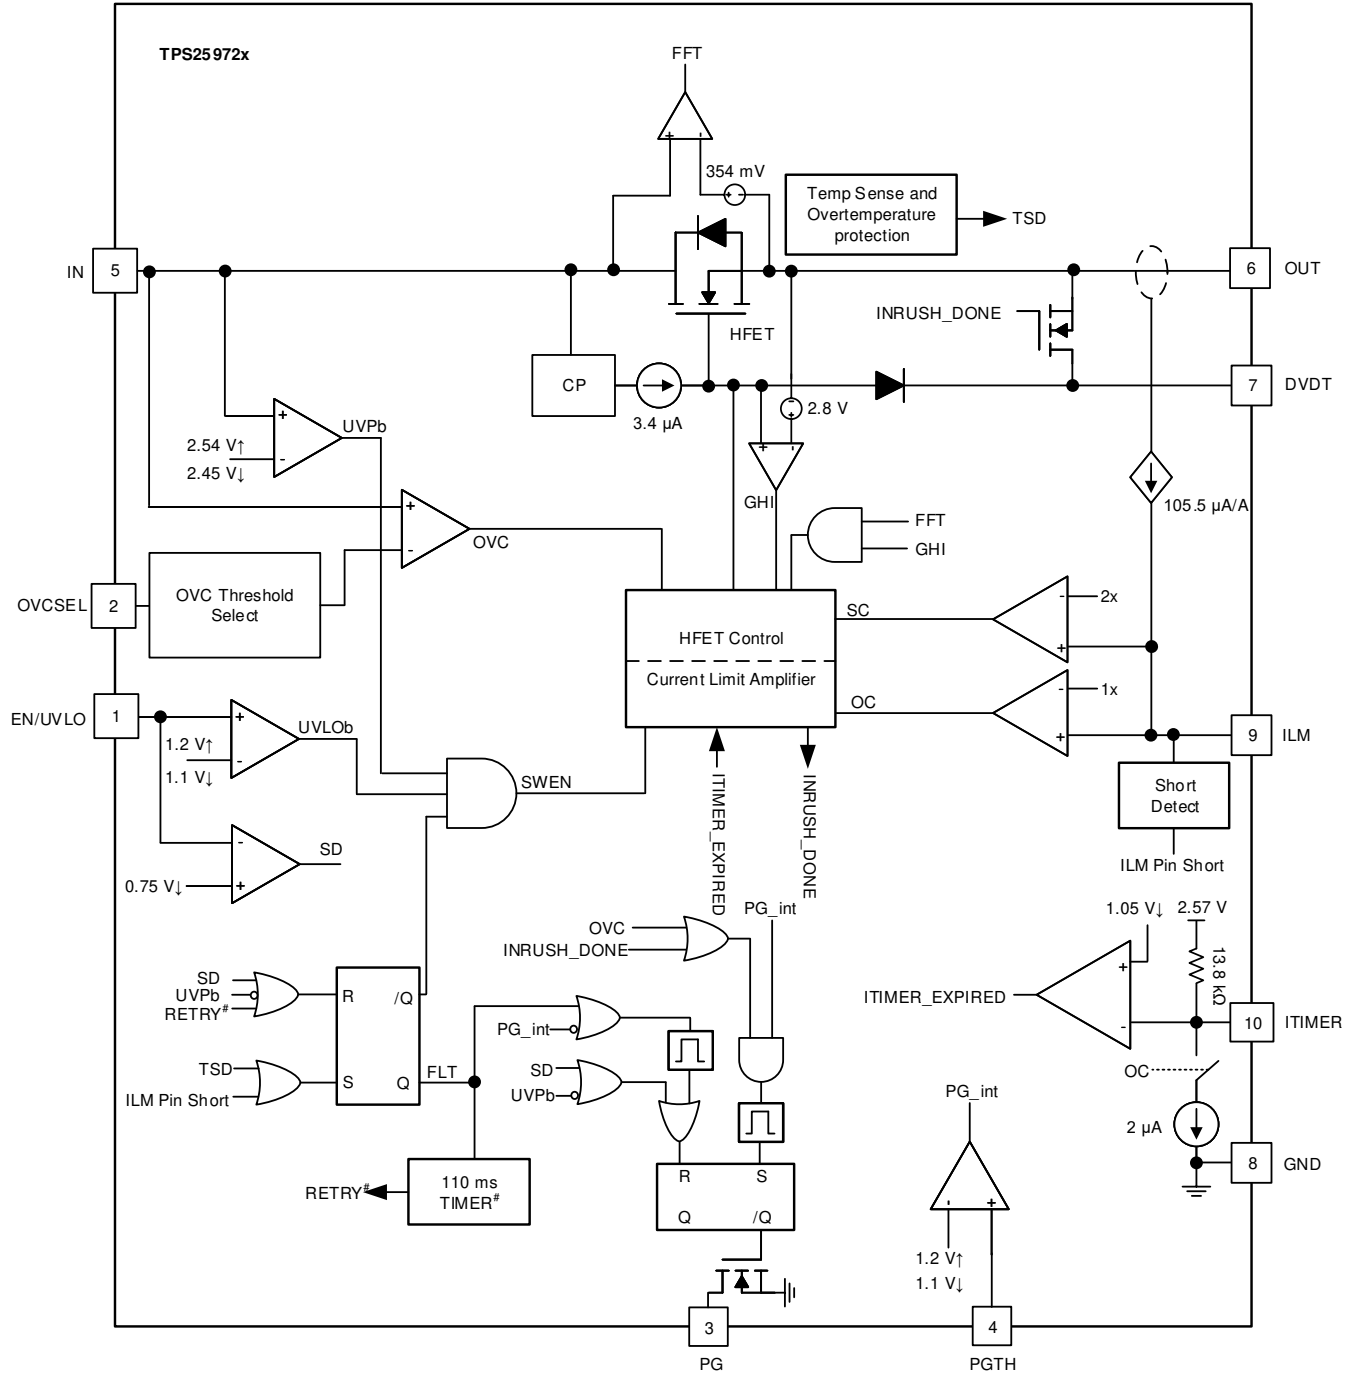 TPS25972x
FFT
354 mV
Temp Sense and
Overtemperature
protection
TSD
IN
5
6
OUT
INRUSH_DONE
HFET
CP
3.4 µA
7
DVDT
2.8 V
UVPb
2.54 V↑
2.45 V↓
GHI
105.5 µA/A
FFT
GHI
OVC
OVCSEL
2
OVC Threshold
Select
SC
2x
HFET Control
Current Limit Amplifier
OC
1x
EN/UVLO
1
UVLOb
1.2 V↑
1.1 V↓
9
ILM
SWEN
ITIMER_EXPIRED
INRUSH_DONE
Short
Detect
ILM Pin Short
SD
0.75 V↓
PG_int
1.05 V↓
2.57 V
13.8 kΩ
OVC
INRUSH_DONE
SD
UVPb
RETRY#
R
/Q
ITIMER_EXPIRED
10
ITIMER
PG_int
TSD
ILM Pin Short
S
Q
FLT
SD
UVPb
OC
2 µA
PG_int
8
GND
RETRY#
110 ms
TIMER#
R
S
Q
/Q
1.2 V↑
1.1 V↓
3
PG
4
PGTH